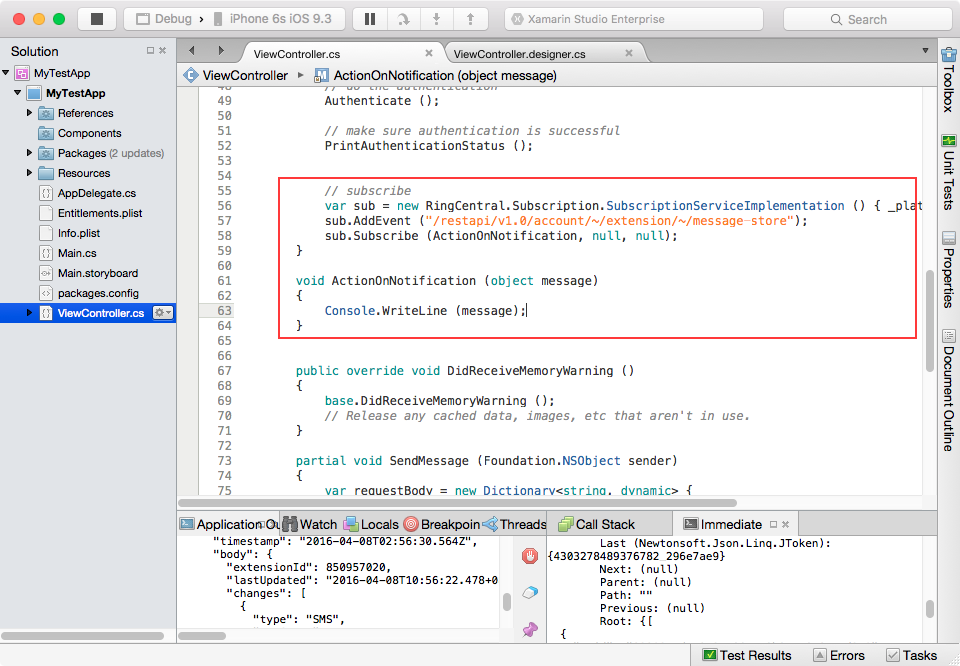 Debug
iPhone 6s iOS 9.3
Xamarin Studio Enterprise
Search
Solution
MyTestApp
MyTestApp
References
Components
Packages (2 updates)
Resources
AppDelegate.cs
Entitlements.plist
Info.plist
Main.cs
Main.storyboard
packages.config
ViewController.cs
ViewController.cs
ViewController.designer.cs
ViewController
ActionOnNotification (object message)
48 // do the authentication
49 Authenticate ();
50
51 // make sure authentication is successful
52 PrintAuthenticationStatus ();
53
54
55 // subscribe
56 var sub = new RingCentral.Subscription.SubscriptionServiceImplementation () { _plat
57 sub.AddEvent ("/restapi/v1.0/account/~/extension/~/message-store");
58 sub.Subscribe (ActionOnNotification, null, null);
59 }
60
61 void ActionOnNotification (object message)
62 {
63 Console.WriteLine (message);
64 }
65
66
67 public override void DidReceiveMemoryWarning ()
68 {
69 base.DidReceiveMemoryWarning ();
70 // Release any cached data, images, etc that aren't in use.
71 }
72
73 partial void SendMessage (Foundation.NSObject sender)
74 {
75 var requestBody = new Dictionary<string, dynamic> {
Toolbox
Unit Tests
Properties
Document Outline
Application Ou
Watch
Locals
Breakpoin
Threads
Call Stack
Immediate
"timestamp": "2016-04-08T02:56:30.564Z",
"body": {
"extensionId": 850957020,
"lastUpdated": "2016-04-08T10:56:22.478+0
"changes": [
{
"type": "SMS",
Last (Newtonsoft.Json.Linq.JToken):
{4303278489376782_296e7ae9}
Next: (null)
Parent: (null)
Path: ""
Previous: (null)
Root: {[
{
Test Results
Errors
Tasks